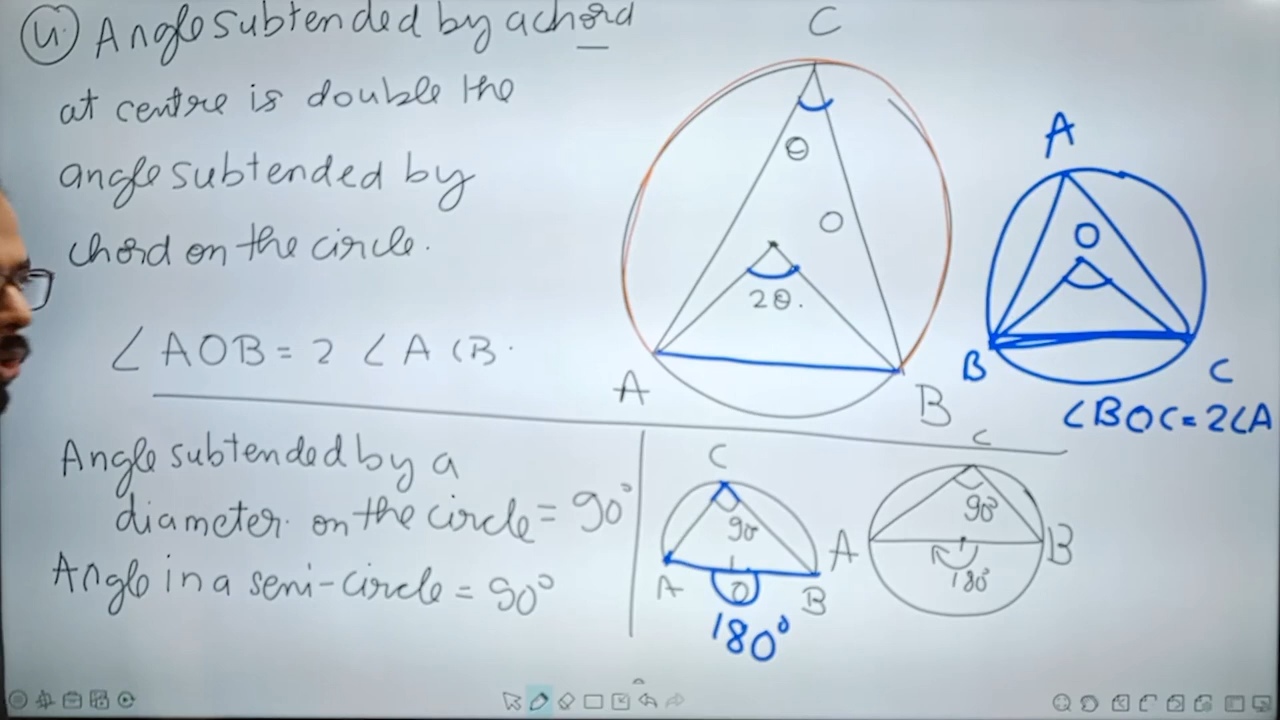 4. Angle subtended by a chord
at centre is double the
angle subtended by
chord on the circle.
∠AOB = 2 ∠ACB.
C
θ
O
2θ.
A
B
A
O
B
C
∠BOC = 2∠A
Angle subtended by a
diameter. on the circle = 90°
Angle in a semi-circle = 90°
C
90
A
O
B
180°
C
90°
A
B
180°